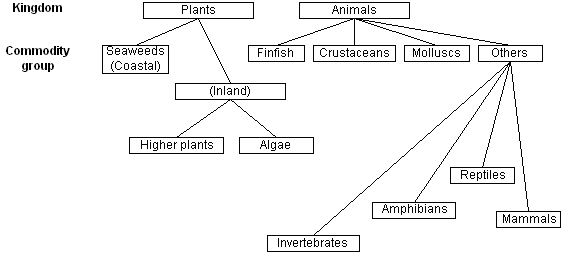 Kingdom
Plants
Animals
Commodity
group
Seaweeds
(Coastal)
Finfish
Crustaceans
Molluscs
Others
(Inland)
Higher plants
Algae
Reptiles
Amphibians
Mammals
Invertebrates